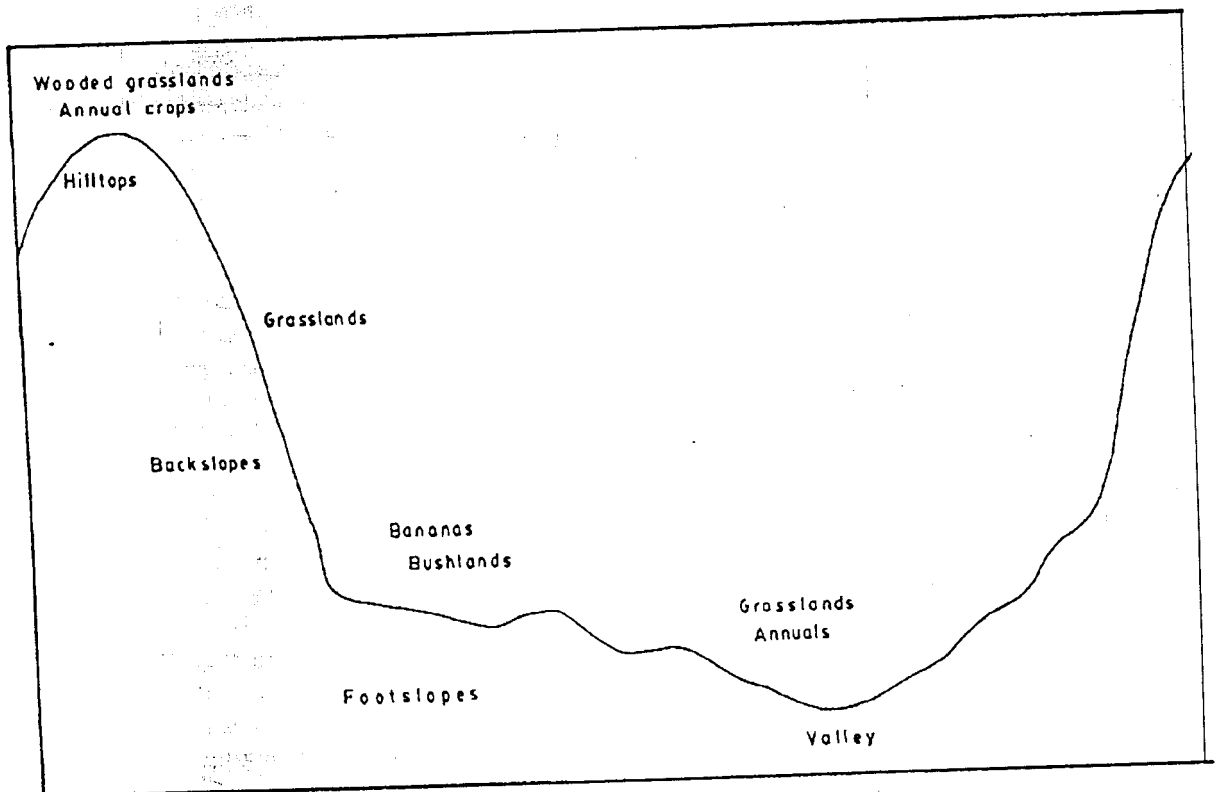 Wooded grasslands
Annual crops
Hilltops
Grasslands
Backslopes
Bananas
Bushlands
Grasslands
Annuals
Footslopes
Valley